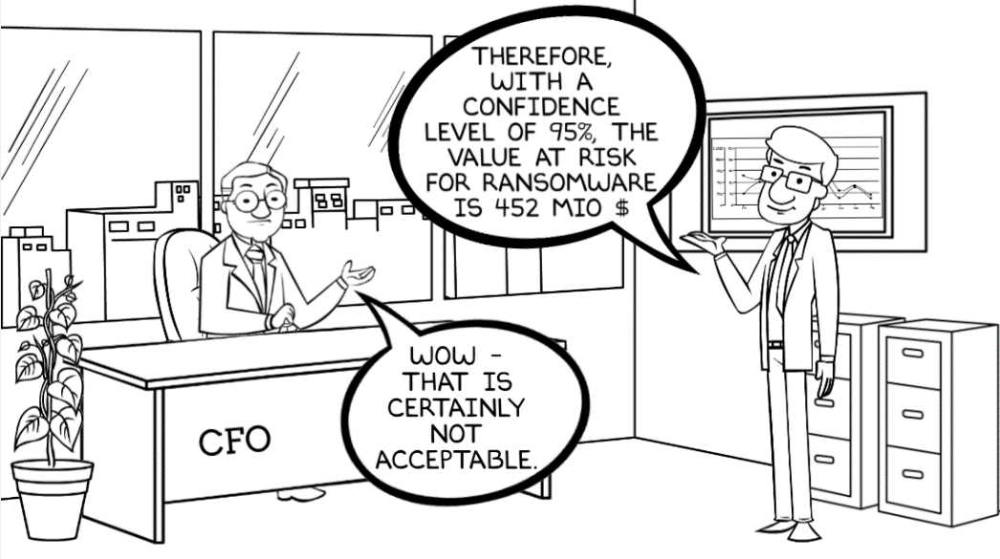 THEREFORE,
WITH A
CONFIDENCE
LEVEL OF 95%, THE
VALUE AT RISK
FOR RANSOMWARE
IS 452 MIO $
WOW -
THAT IS
CERTAINLY
NOT
ACCEPTABLE.
CFO